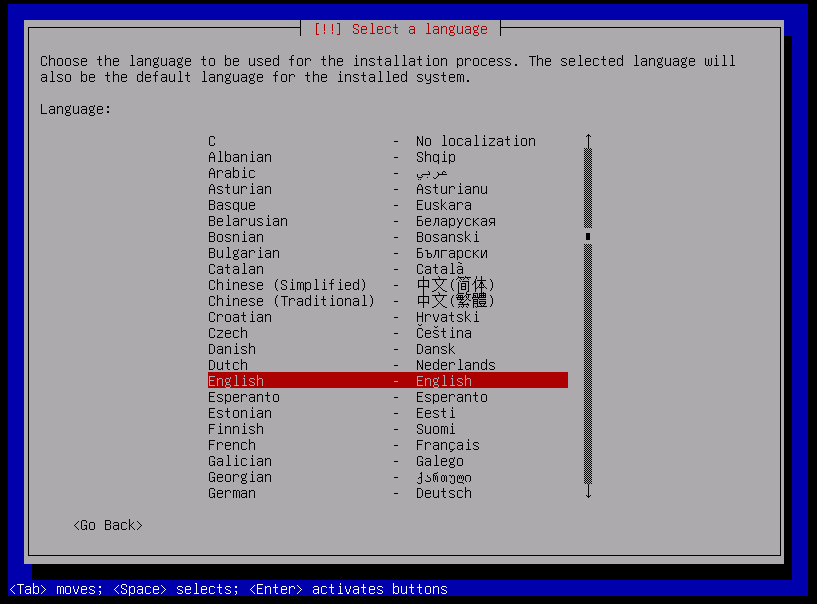 [!!] Select a language
Choose the language to be used for the installation process. The selected language will
also be the default language for the installed system.
Language:
C - No localization
Albanian - Shqip
Arabic - عربي
Asturian - Asturianu
Basque - Euskara
Belarusian - Беларуская
Bosnian - Bosanski
Bulgarian - Български
Catalan - Català
Chinese (Simplified) - 中文(简体)
Chinese (Traditional) - 中文(繁體)
Croatian - Hrvatski
Czech - Čeština
Danish - Dansk
Dutch - Nederlands
English - English
Esperanto - Esperanto
Estonian - Eesti
Finnish - Suomi
French - Français
Galician - Galego
Georgian - ქართული
German - Deutsch
<Go Back>
<Tab> moves; <Space> selects; <Enter> activates buttons